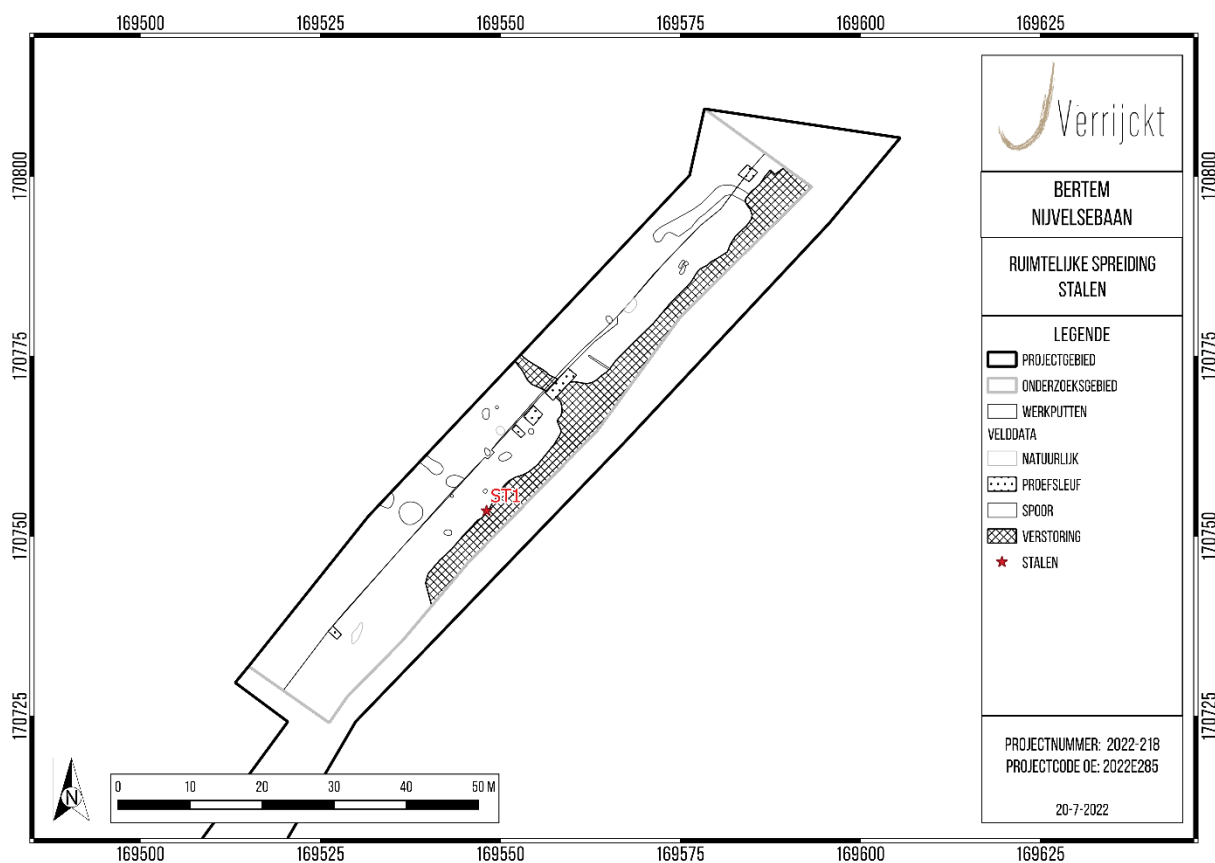 169500 169525 169550 169575 169600 169625
170800
170775
170750
170725
170800
170775
170750
170725
ST1
N
0 10 20 30 40 50 M
169500 169525 169550 169575 169600 169625
Verrijckt
BERTEM
NIJVELSEBAAN
RUIMTELIJKE SPREIDING
STALEN
LEGENDE
PROJECTGEBIED
ONDERZOEKSGEBIED
WERKPUTTEN
VELDDATA
NATUURLIJK
PROEFSLEUF
SPOOR
VERSTORING
STALEN
PROJECTNUMMER: 2022-218
PROJECTCODE OE: 2022E285
20-7-2022